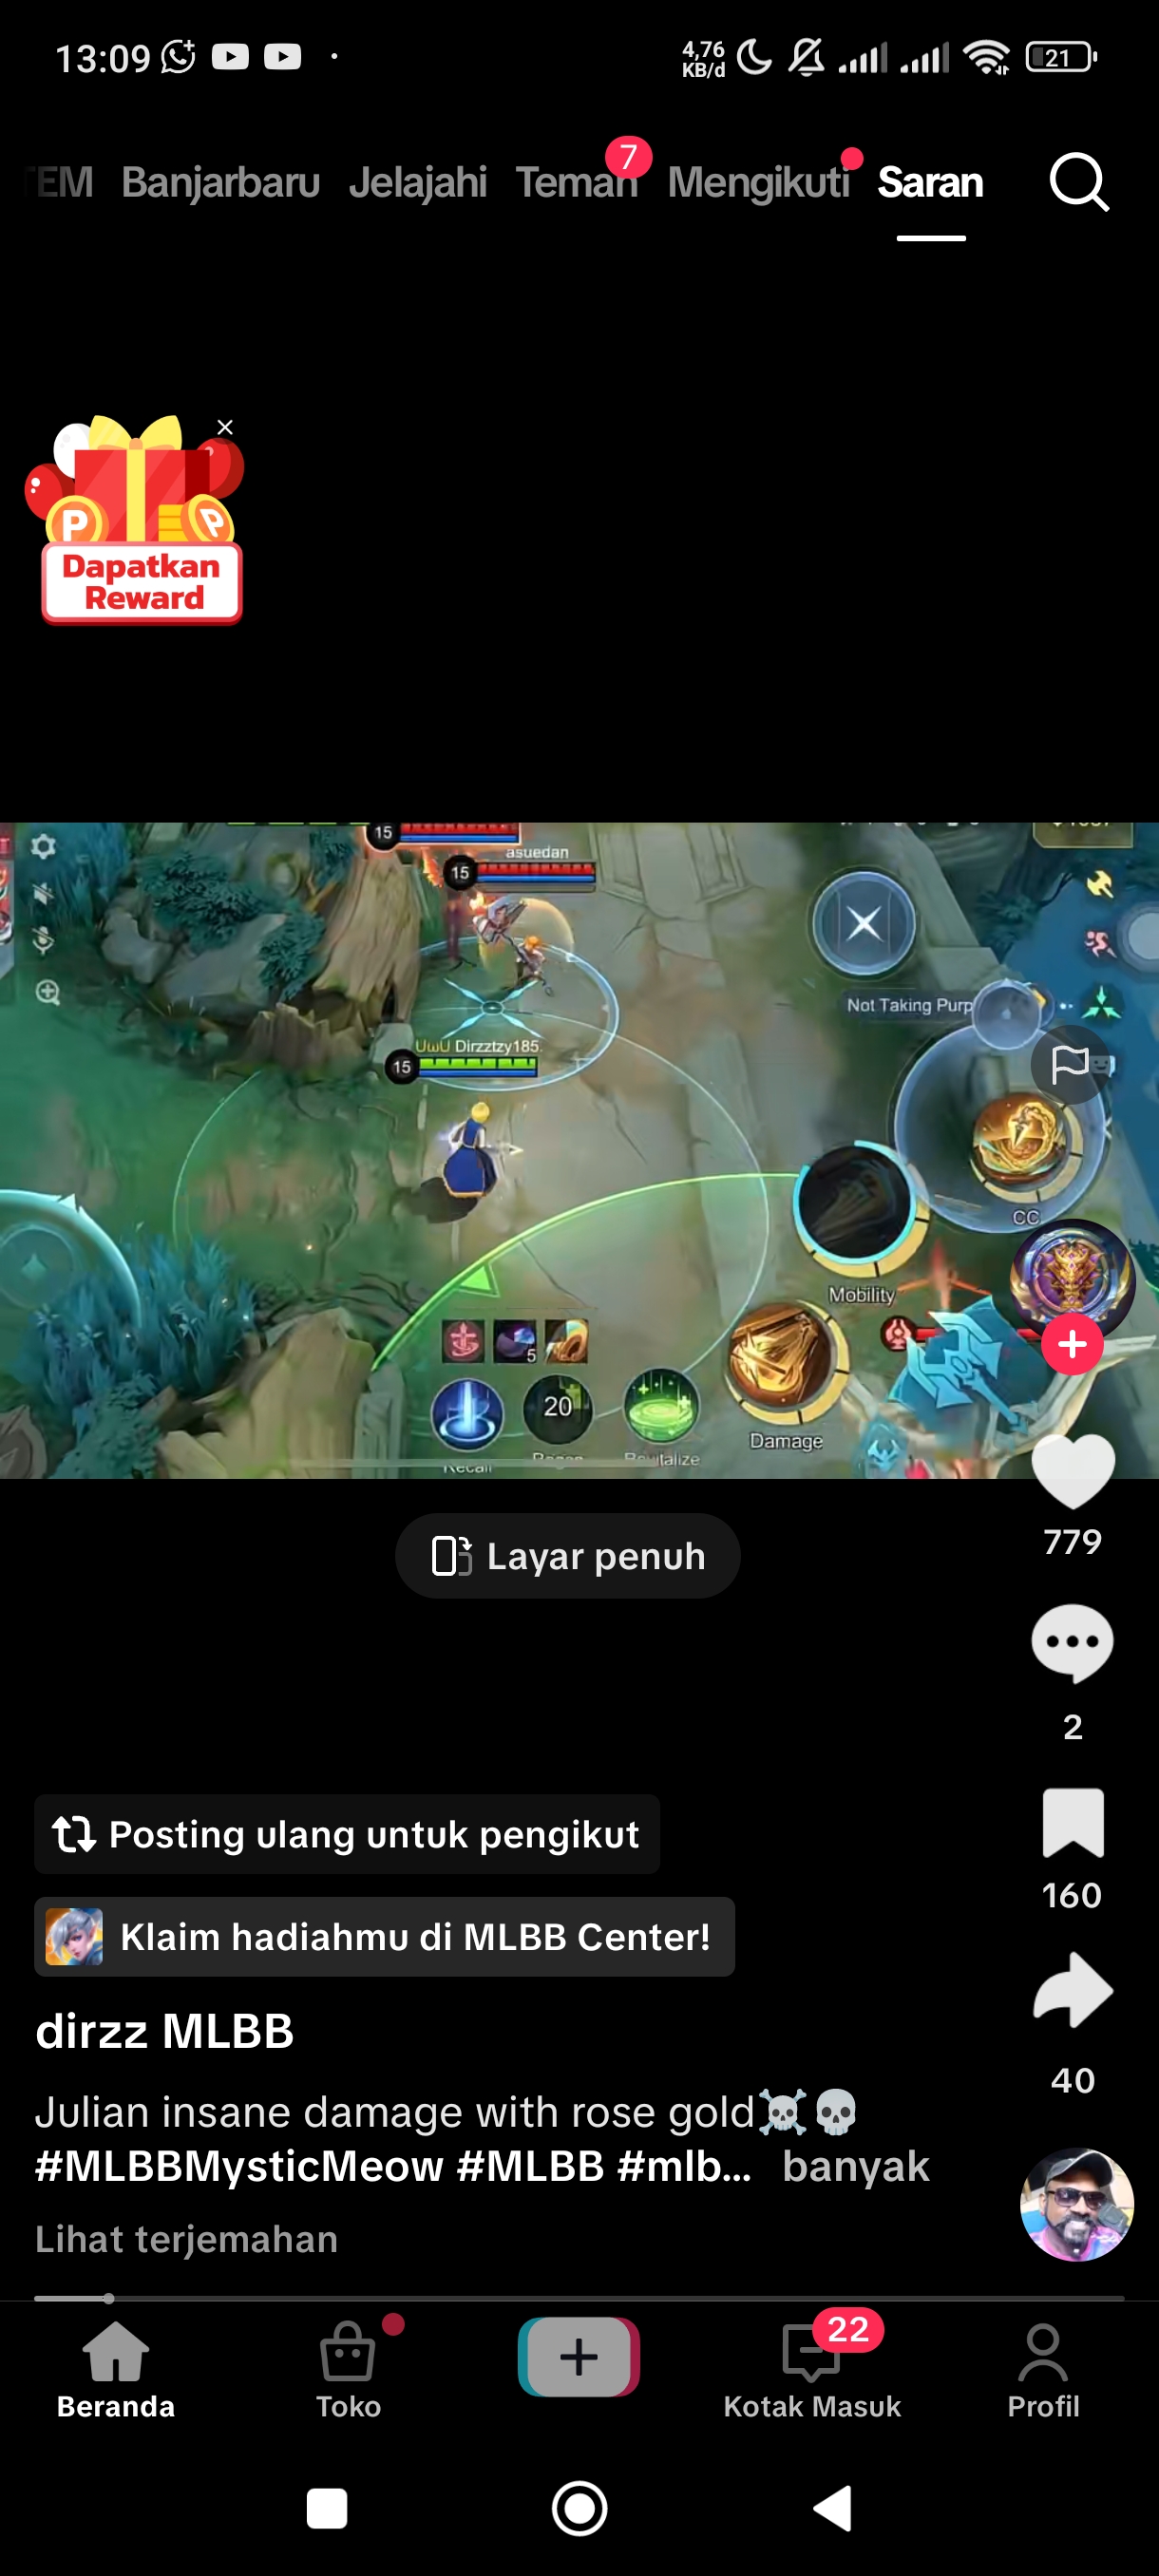 13:09
4,76
KB/d
21
TEM Banjarbaru Jelajahi Teman 7 Mengikuti Saran
P P
Dapatkan
Reward
15
asuedan
15
Not Taking Purp
UwU Dirzztzy185.
15
CC
Mobility
5
20
Damage
Recall Regen Revitalize
Layar penuh
779
2
Posting ulang untuk pengikut
160
Klaim hadiahmu di MLBB Center!
dirzz MLBB
40
Julian insane damage with rose gold☠️💀
#MLBBMysticMeow #MLBB #mlb... banyak
Lihat terjemahan
22
Beranda Toko Kotak Masuk Profil